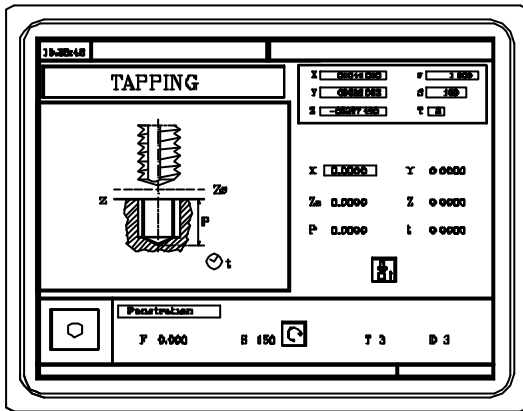 TAPPING
X F
Y S
Z T
Zs
Z
P
t
X 0.0000 Y 0.0000
Zs 0.0000 Z 0.0000
P 0.0000 t 0.0000
Penetration
F 0.000 S 150 T 3 D 3